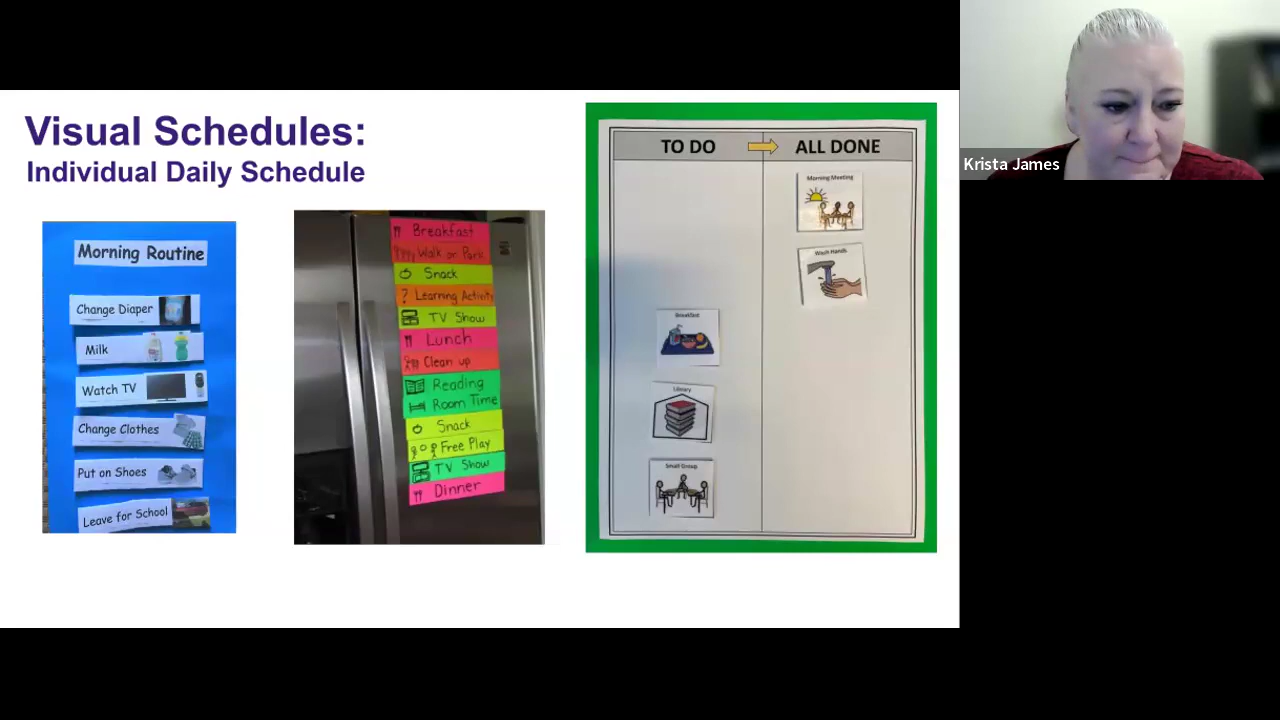 Visual Schedules:
Individual Daily Schedule
Morning Routine
Change Diaper
Milk
Watch TV
Change Clothes
Put on Shoes
Leave for School
Breakfast
Walk or Park
Snack
? Learning Activity
TV Show
Lunch
Clean up
Reading
Room Time
Snack
Free Play
TV Show
Dinner
TO DO
ALL DONE
Morning Meeting
Wash Hands
Breakfast
Library
Small Group
Krista James